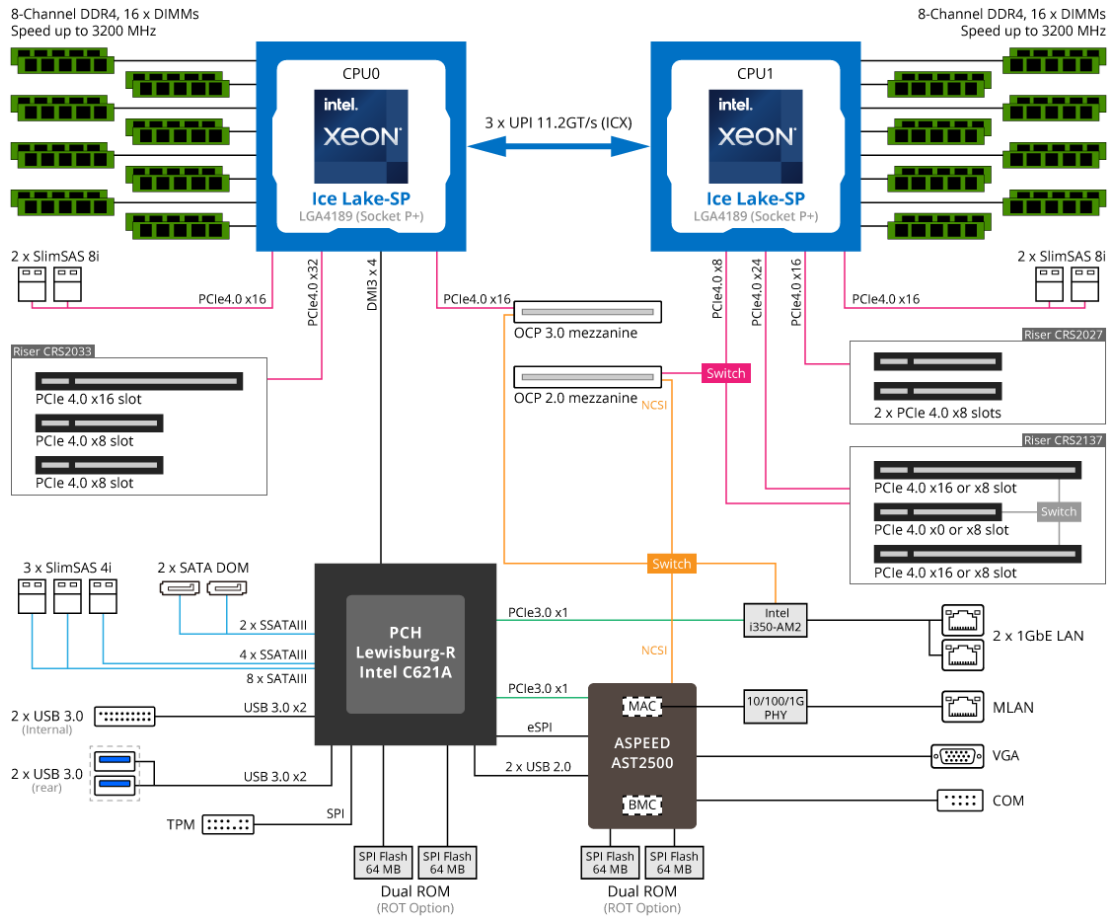 8-Channel DDR4, 16 x DIMMs
Speed up to 3200 MHz
8-Channel DDR4, 16 x DIMMs
Speed up to 3200 MHz
CPU0
intel.
XEON
Ice Lake-SP
LGA4189 (Socket P+)
3 x UPI 11.2GT/s (ICX)
CPU1
intel.
XEON
Ice Lake-SP
LGA4189 (Socket P+)
2 x SlimSAS 8i
PCIe4.0 x16
PCIe4.0 x32
DMI3 x 4
PCIe4.0 x16
PCIe4.0 x8
PCIe4.0 x24
PCIe4.0 x16
PCIe4.0 x16
2 x SlimSAS 8i
OCP 3.0 mezzanine
Switch
OCP 2.0 mezzanine
NCSI
Riser CRS2033
PCIe 4.0 x16 slot
PCIe 4.0 x8 slot
PCIe 4.0 x8 slot
Riser CRS2027
2 x PCIe 4.0 x8 slots
Riser CRS2137
PCIe 4.0 x16 or x8 slot
Switch
PCIe 4.0 x0 or x8 slot
PCIe 4.0 x16 or x8 slot
3 x SlimSAS 4i
2 x SATA DOM
2 x SSATAIII
4 x SSATAIII
8 x SATAIII
PCH
Lewisburg-R
Intel C621A
Switch
PCIe3.0 x1
Intel
i350-AM2
2 x 1GbE LAN
NCSI
PCIe3.0 x1
MAC
10/100/1G
PHY
MLAN
2 x USB 3.0
(Internal)
USB 3.0 x2
eSPI
ASPEED
AST2500
VGA
2 x USB 3.0
(rear)
USB 3.0 x2
2 x USB 2.0
BMC
COM
TPM
SPI
SPI Flash
64 MB
SPI Flash
64 MB
Dual ROM
(ROT Option)
SPI Flash
64 MB
SPI Flash
64 MB
Dual ROM
(ROT Option)